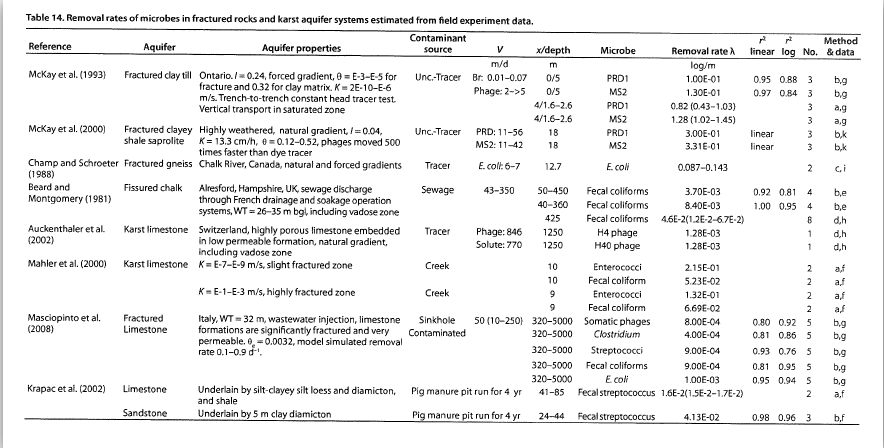 Table 14. Removal rates of microbes in fractured rocks and karst aquifer systems estimated from field experiment data.
Reference Aquifer Aquifer properties Contaminant source V x/depth Microbe Removal rate λ r² linear r² log No. Method & data
m/d m log/m
McKay et al. (1993) Fractured clay till Ontario. I = 0.24, forced gradient, θ = E-3–E-5 for Unc.-Tracer Br: 0.01–0.07 0/5 PRD1 1.00E-01 0.95 0.88 3 b,g
fracture and 0.32 for clay matrix. K = 2E-10–E-6 Phage: 2–>5 0/5 MS2 1.30E-01 0.97 0.84 3 b,g
m/s. Trench-to-trench constant head tracer test. 4/1.6–2.6 PRD1 0.82 (0.43–1.03) 3 a,g
Vertical transport in saturated zone 4/1.6–2.6 MS2 1.28 (1.02–1.45) 3 a,g
McKay et al. (2000) Fractured clayey Highly weathered, natural gradient, I = 0.04, Unc.-Tracer PRD: 11–56 18 PRD1 3.00E-01 linear 3 b,k
shale saprolite K = 13.3 cm/h, θ = 0.12–0.52, phages moved 500 MS2: 11–42 18 MS2 3.31E-01 linear 3 b,k
times faster than dye tracer
Champ and Schroeter Fractured gneiss Chalk River, Canada, natural and forced gradients Tracer E. coli: 6–7 12.7 E. coli 0.087–0.143 2 c,i
(1988)
Beard and Fissured chalk Alresford, Hampshire, UK, sewage discharge Sewage 43–350 50–450 Fecal coliforms 3.70E-03 0.92 0.81 4 b,e
Montgomery (1981) through French drainage and soakage operation 40–360 Fecal coliforms 8.40E-03 1.00 0.95 4 b,e
systems, WT = 26–35 m bgl, including vadose zone 425 Fecal coliforms 4.6E-2(1.2E-2–6.7E-2) 8 d,h
Auckenthaler et al. Karst limestone Switzerland, highly porous limestone embedded Tracer Phage: 846 1250 H4 phage 1.28E-03 1 d,h
(2002) in low permeable formation, natural gradient, Solute: 770 1250 H40 phage 1.28E-03 1 d,h
including vadose zone
Mahler et al. (2000) Karst limestone K = E-7–E-9 m/s, slight fractured zone Creek 10 Enterococci 2.15E-01 2 a,f
10 Fecal coliform 5.23E-02 2 a,f
K = E-1–E-3 m/s, highly fractured zone Creek 9 Enterococci 1.32E-01 2 a,f
9 Fecal coliform 6.69E-02 2 a,f
Masciopinto et al. Fractured Italy, WT = 32 m, wastewater injection, limestone Sinkhole 50 (10–250) 320–5000 Somatic phages 8.00E-04 0.80 0.92 5 b,g
(2008) Limestone formations are significantly fractured and very Contaminated 320–5000 Clostridium 4.00E-04 0.81 0.86 5 b,g
permeable. θe = 0.0032, model simulated removal 320–5000 Streptococci 9.00E-04 0.93 0.76 5 b,g
rate 0.1–0.9 d⁻¹. 320–5000 Fecal coliforms 9.00E-04 0.81 0.95 5 b,g
320–5000 E. coli 1.00E-03 0.95 0.94 5 b,g
Krapac et al. (2002) Limestone Underlain by silt-clayey silt loess and diamicton, Pig manure pit run for 4 yr 41–85 Fecal streptococcus 1.6E-2(1.5E-2–1.7E-2) 2 a,f
and shale
Sandstone Underlain by 5 m clay diamicton Pig manure pit run for 4 yr 24–44 Fecal streptococcus 4.13E-02 0.98 0.96 3 b,f